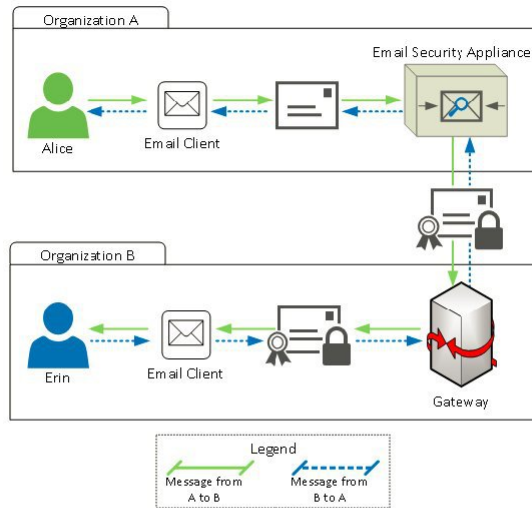 Organization A
Email Security Appliance
Alice
Email Client
Organization B
Erin
Email Client
Gateway
Legend
Message from
A to B
Message from
B to A